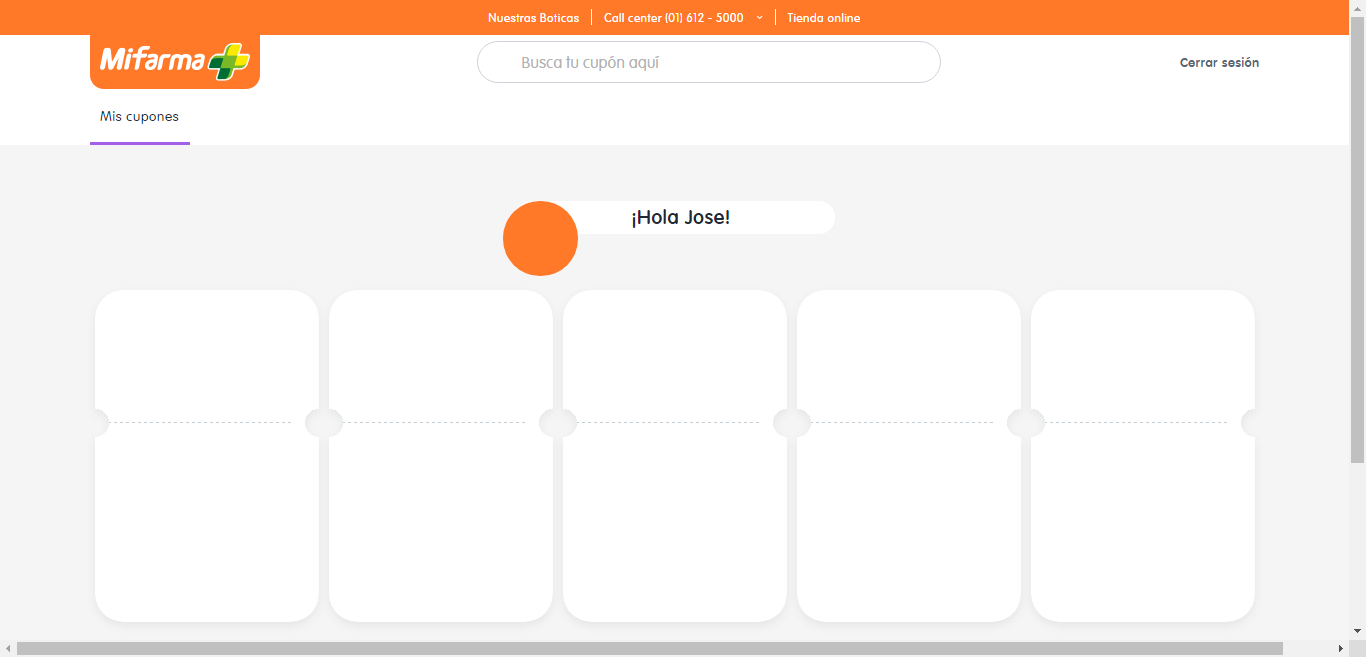 Nuestras Boticas
Call center (01) 612 - 5000
Tienda online
Mifarma
Busca tu cupón aquí
Cerrar sesión
Mis cupones
¡Hola Jose!